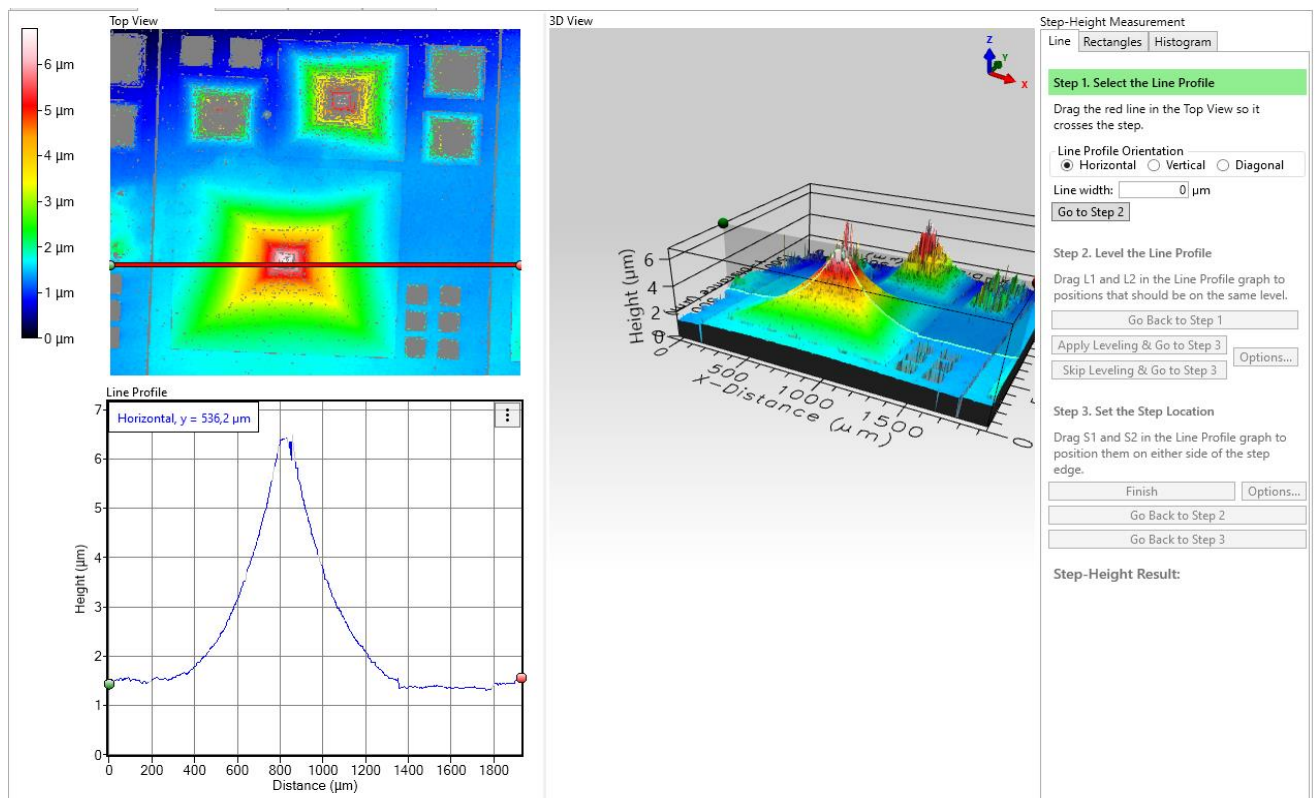 Top View
6 µm
5 µm
4 µm
3 µm
2 µm
1 µm
0 µm
Line Profile
Horizontal, y = 536,2 µm
7
6
5
4
3
2
1
0
Height (µm)
0 200 400 600 800 1000 1200 1400 1600 1800
Distance (µm)
3D View
Z
Y
X
Height (µm)
6
4
2
0
0
500
1000
1500
X-Distance (µm)
0
Step-Height Measurement
Line Rectangles Histogram
Step 1. Select the Line Profile
Drag the red line in the Top View so it
crosses the step.
Line Profile Orientation
Horizontal Vertical Diagonal
Line width: 0 µm
Go to Step 2
Step 2. Level the Line Profile
Drag L1 and L2 in the Line Profile graph to
positions that should be on the same level.
Go Back to Step 1
Apply Leveling & Go to Step 3
Options...
Skip Leveling & Go to Step 3
Step 3. Set the Step Location
Drag S1 and S2 in the Line Profile graph to
position them on either side of the step
edge.
Finish Options...
Go Back to Step 2
Go Back to Step 3
Step-Height Result: